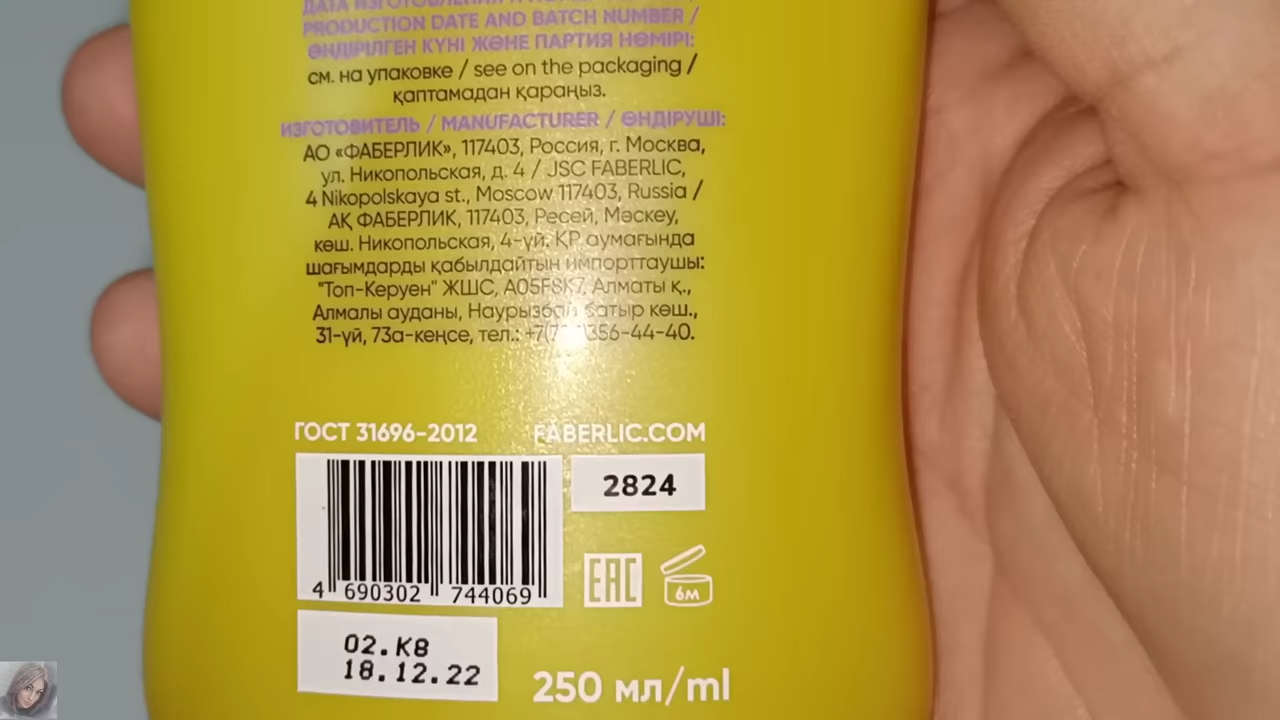 ДАТА ИЗГОТОВЛЕНИЯ И
PRODUCTION DATE AND BATCH NUMBER /
ӨНДІРІЛГЕН КҮНІ ЖӘНЕ ПАРТИЯ НӨМІРІ:
см. на упаковке / see on the packaging /
қаптамадан қараңыз.
ИЗГОТОВИТЕЛЬ / MANUFACTURER / ӨНДІРУШІ:
АО «ФАБЕРЛИК», 117403, Россия, г. Москва,
ул. Никопольская, д. 4 / JSC FABERLIC,
4 Nikopolskaya st., Moscow 117403, Russia /
АҚ ФАБЕРЛИК, 117403, Ресей, Мәскеу,
көш. Никопольская, 4-үй. ҚР аумағында
шағымдарды қабылдайтын импорттаушы:
"Топ-Керуен" ЖШС, A05F8K7, Алматы қ.,
Алмалы ауданы, Наурызбай батыр көш.,
31-үй, 73а-кеңсе, тел.:
ГОСТ 31696-2012 FABERLIC.COM
2824
4 690302 744069
EAC 6м
02.K8
18.12.22
250 мл/ml